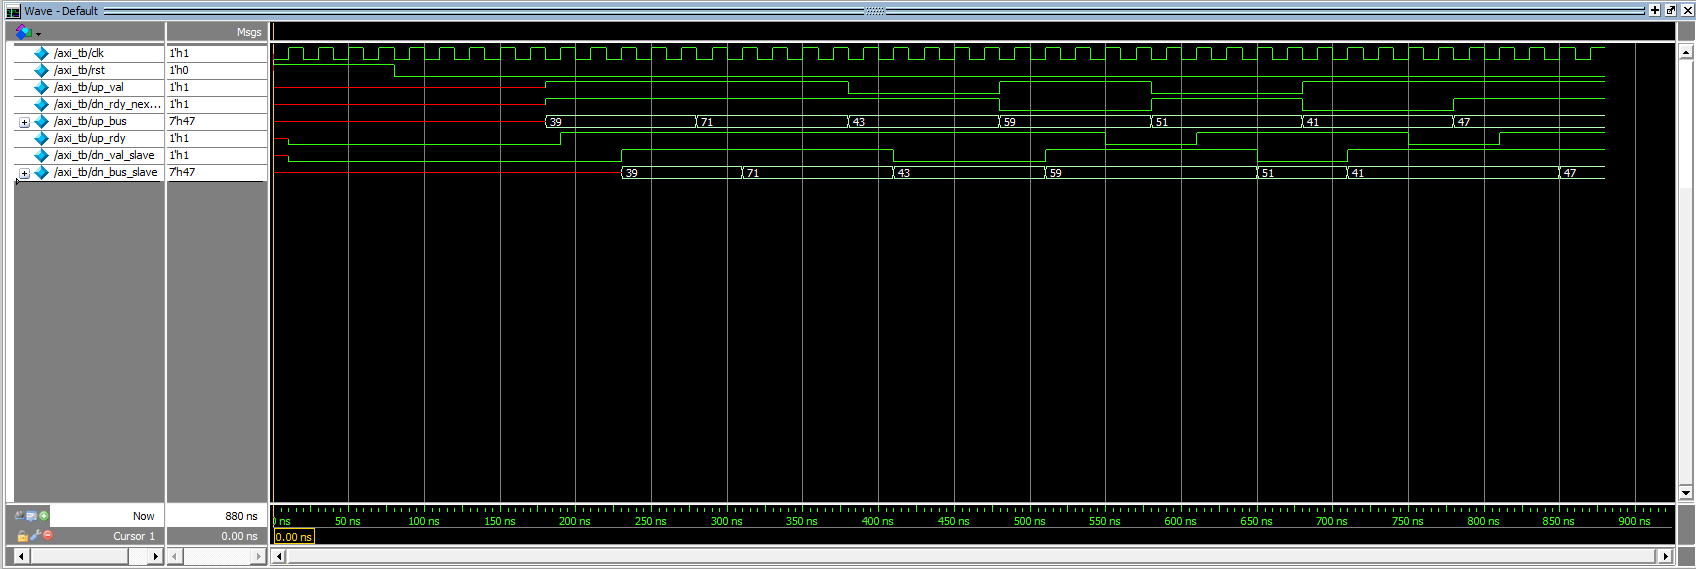 Wave - Default
Msgs
/axi_tb/clk 1'h1
/axi_tb/rst 1'h0
/axi_tb/up_val 1'h1
/axi_tb/dn_rdy_nex... 1'h1
/axi_tb/up_bus 7'h47 39 71 43 59 51 41 47
/axi_tb/up_rdy 1'h1
/axi_tb/dn_val_slave 1'h1
/axi_tb/dn_bus_slave 7'h47 39 71 43 59 51 41 47
Now 880 ns 0 ns 50 ns 100 ns 150 ns 200 ns 250 ns 300 ns 350 ns 400 ns 450 ns 500 ns 550 ns 600 ns 650 ns 700 ns 750 ns 800 ns 850 ns 900 ns
Cursor 1 0.00 ns 0.00 ns